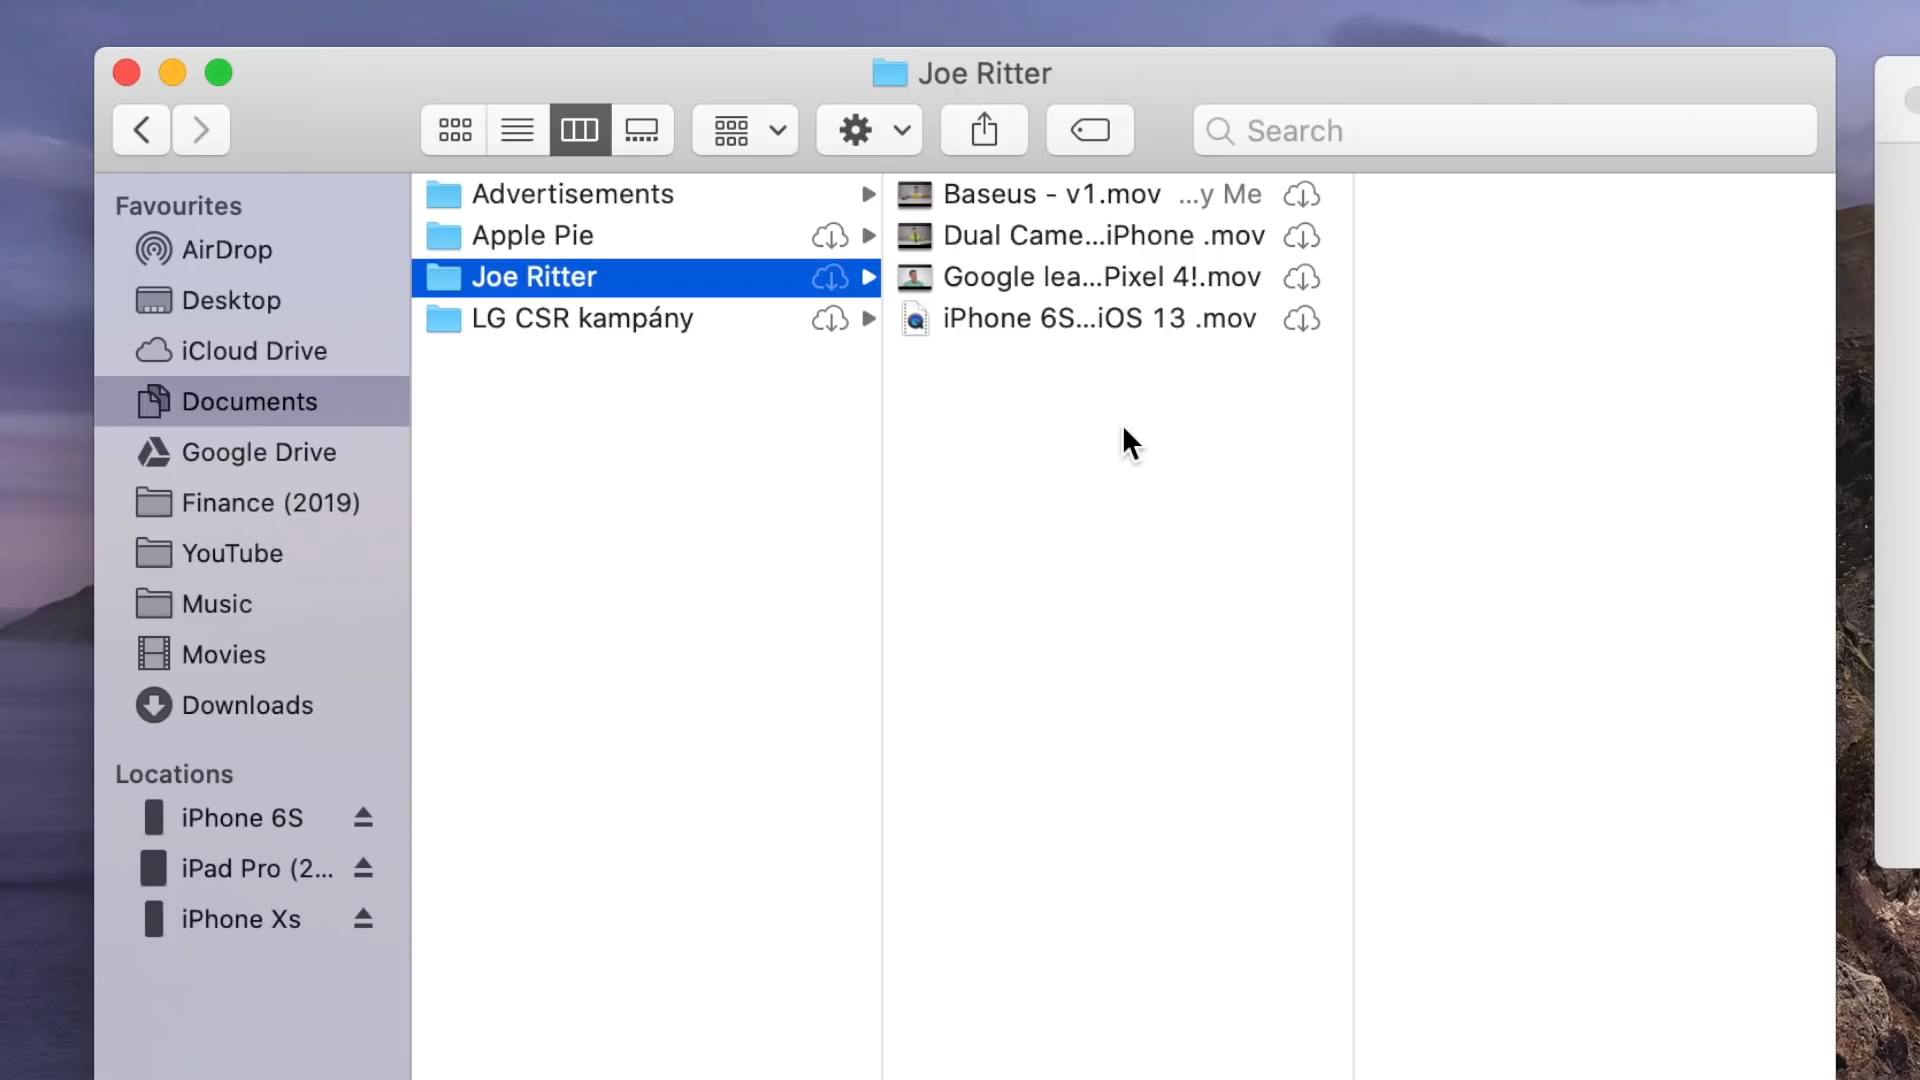 Joe Ritter
Search
Favourites
AirDrop
Desktop
iCloud Drive
Documents
Google Drive
Finance (2019)
YouTube
Music
Movies
Downloads
Locations
iPhone 6S
iPad Pro (2...
iPhone Xs
Advertisements
Apple Pie
Joe Ritter
LG CSR kampány
Baseus - v1.mov ...y Me
Dual Came...iPhone .mov
Google lea...Pixel 4!.mov
iPhone 6S...iOS 13 .mov